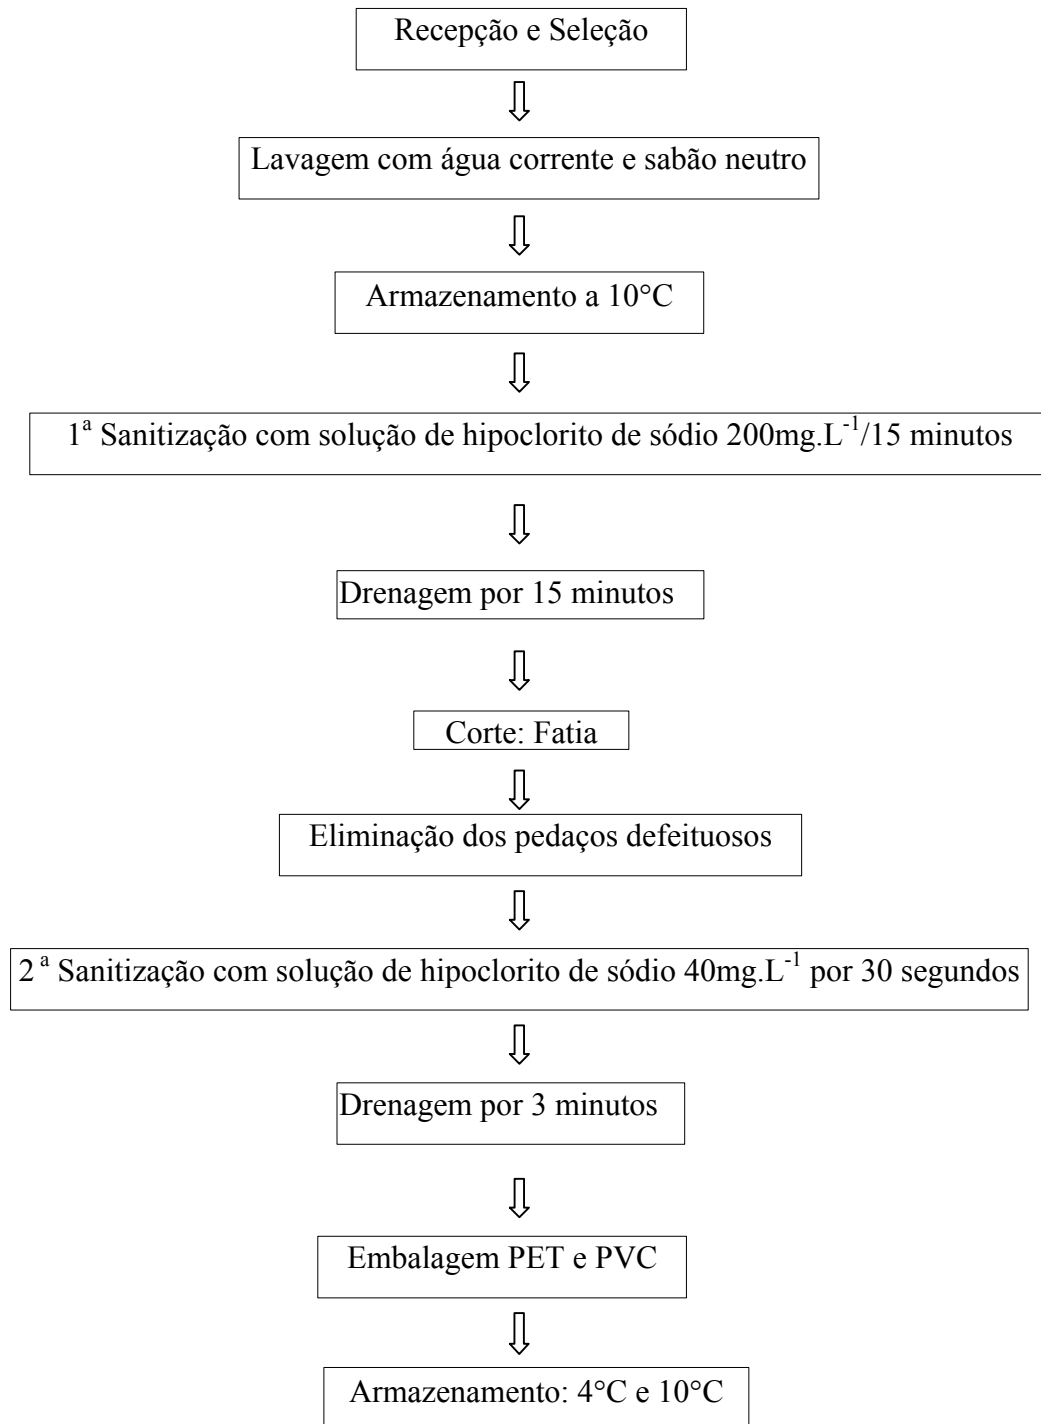 Recepção e Seleção
Lavagem com água corrente e sabão neutro
Armazenamento a 10°C
1ª Sanitização com solução de hipoclorito de sódio 200mg.L⁻¹/15 minutos
Drenagem por 15 minutos
Corte: Fatia
Eliminação dos pedaços defeituosos
2 ª Sanitização com solução de hipoclorito de sódio 40mg.L⁻¹ por 30 segundos
Drenagem por 3 minutos
Embalagem PET e PVC
Armazenamento: 4°C e 10°C